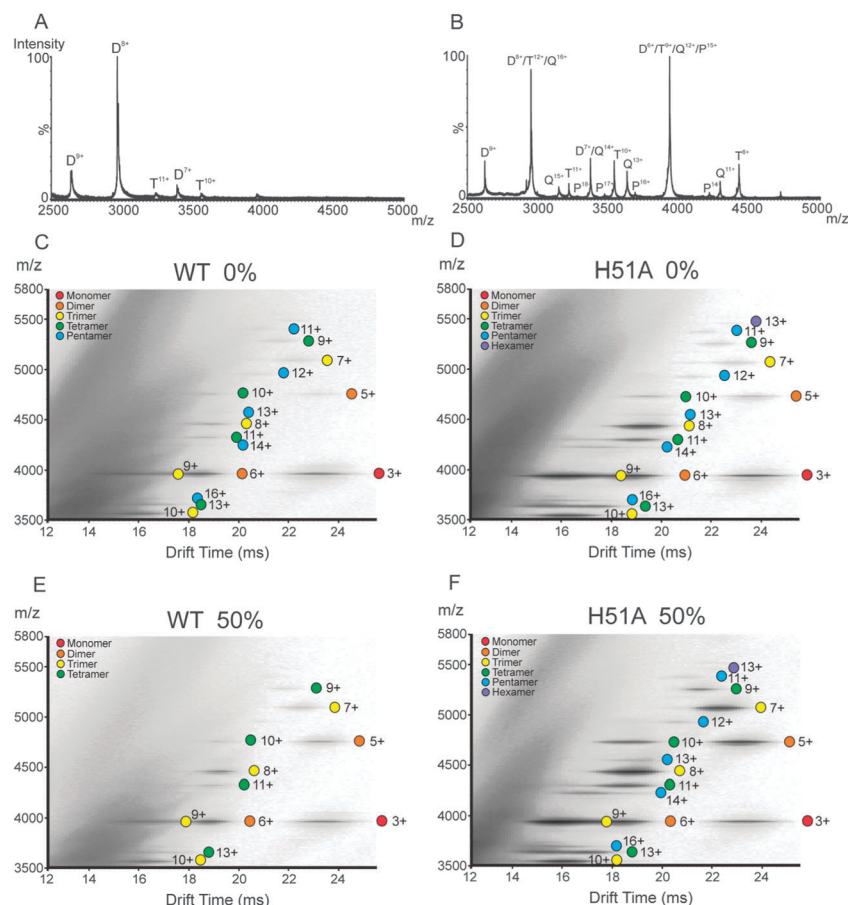 A
Intensity
100
%
D⁹⁺
D⁸⁺
T¹¹⁺
D⁷⁺
T¹⁰⁺
2500
3000
3500
4000
5000
m/z
B
100
%
D⁹⁺
D⁸⁺/T¹²⁺/Q¹⁶⁺
Q¹⁵⁺
T¹¹⁺
D⁷⁺/Q¹⁴⁺
P¹⁷⁺
T¹⁰⁺
Q¹³⁺
P¹⁶⁺
D⁶⁺/T⁹⁺/Q¹²⁺/P¹⁵⁺
P¹⁴
Q¹¹⁺
2500
3000
3500
4000
5000
m/z
C
WT 0%
m/z
5800
5500
5000
4500
4000
3500
Monomer
Dimer
Trimer
Tetramer
Pentamer
11+
9+
7+
12+
10+
5+
13+
8+
11+
14+
9+
6+
3+
16+
13+
10+
12
14
16
18
20
22
24
Drift Time (ms)
D
H51A 0%
m/z
5800
5500
5000
4500
4000
3500
Monomer
Dimer
Trimer
Tetramer
Pentamer
Hexamer
13+
11+
9+
7+
12+
10+
5+
13+
8+
11+
14+
9+
6+
3+
16+
13+
10+
12
14
16
18
20
22
24
Drift Time (ms)
E
WT 50%
m/z
5800
5500
5000
4500
4000
3500
Monomer
Dimer
Trimer
Tetramer
9+
7+
10+
5+
8+
11+
9+
6+
3+
13+
10+
12
14
16
18
20
22
24
Drift Time (ms)
F
H51A 50%
m/z
5800
5500
5000
4500
4000
3500
Monomer
Dimer
Trimer
Tetramer
Pentamer
Hexamer
13+
11+
9+
7+
12+
10+
5+
13+
8+
11+
14+
9+
6+
3+
16+
13+
10+
12
14
16
18
20
22
24
Drift Time (ms)